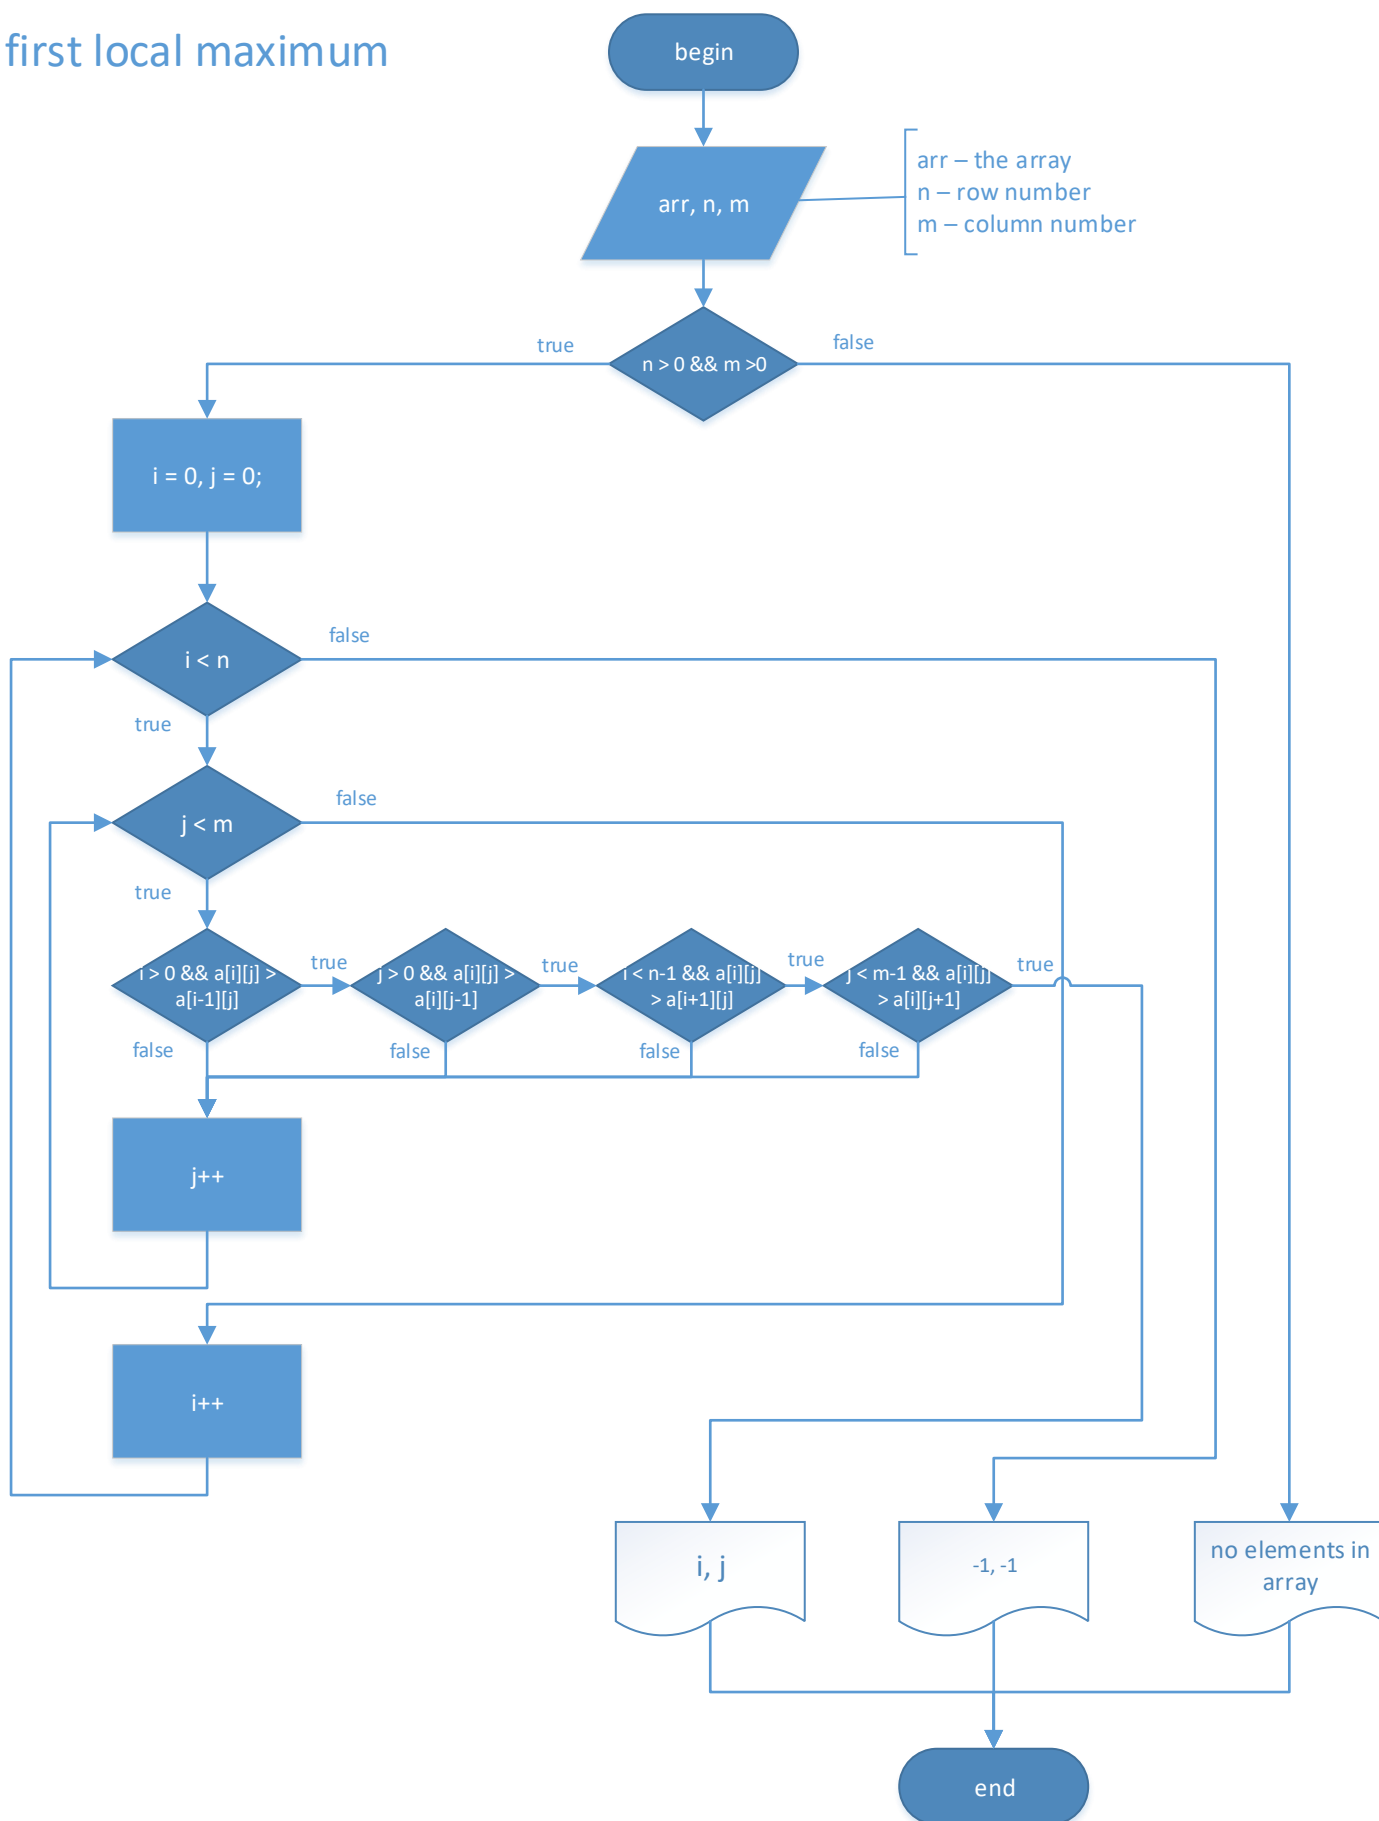 first local maximum
begin
arr, n, m
arr – the array
n – row number
m – column number
true
false
n > 0 && m >0
i = 0, j = 0;
false
i < n
true
false
j < m
true
i > 0 && a[i][j] >
a[i-1][j]
true
j > 0 && a[i][j] >
a[i][j-1]
true
i < n-1 && a[i][j]
> a[i+1][j]
true
j < m-1 && a[i][j]
> a[i][j+1]
true
false
false
false
false
j++
i++
i, j
-1, -1
no elements in
array
end